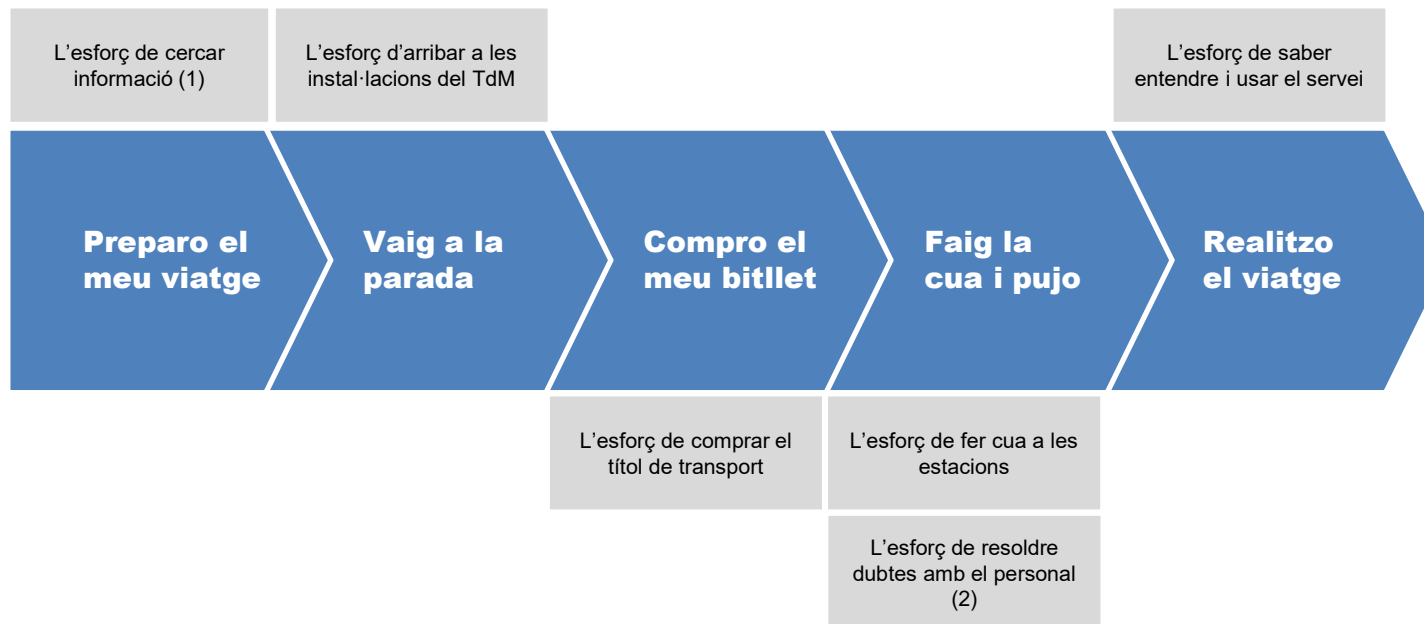 L’esforç de cercar
informació (1)
L’esforç d’arribar a les
instal·lacions del TdM
L’esforç de saber
entendre i usar el servei
Preparo el
meu viatge
Vaig a la
parada
Compro el
meu bitllet
Faig la
cua i pujo
Realitzo
el viatge
L’esforç de comprar el
títol de transport
L’esforç de fer cua a les
estacions
L’esforç de resoldre
dubtes amb el personal
(2)